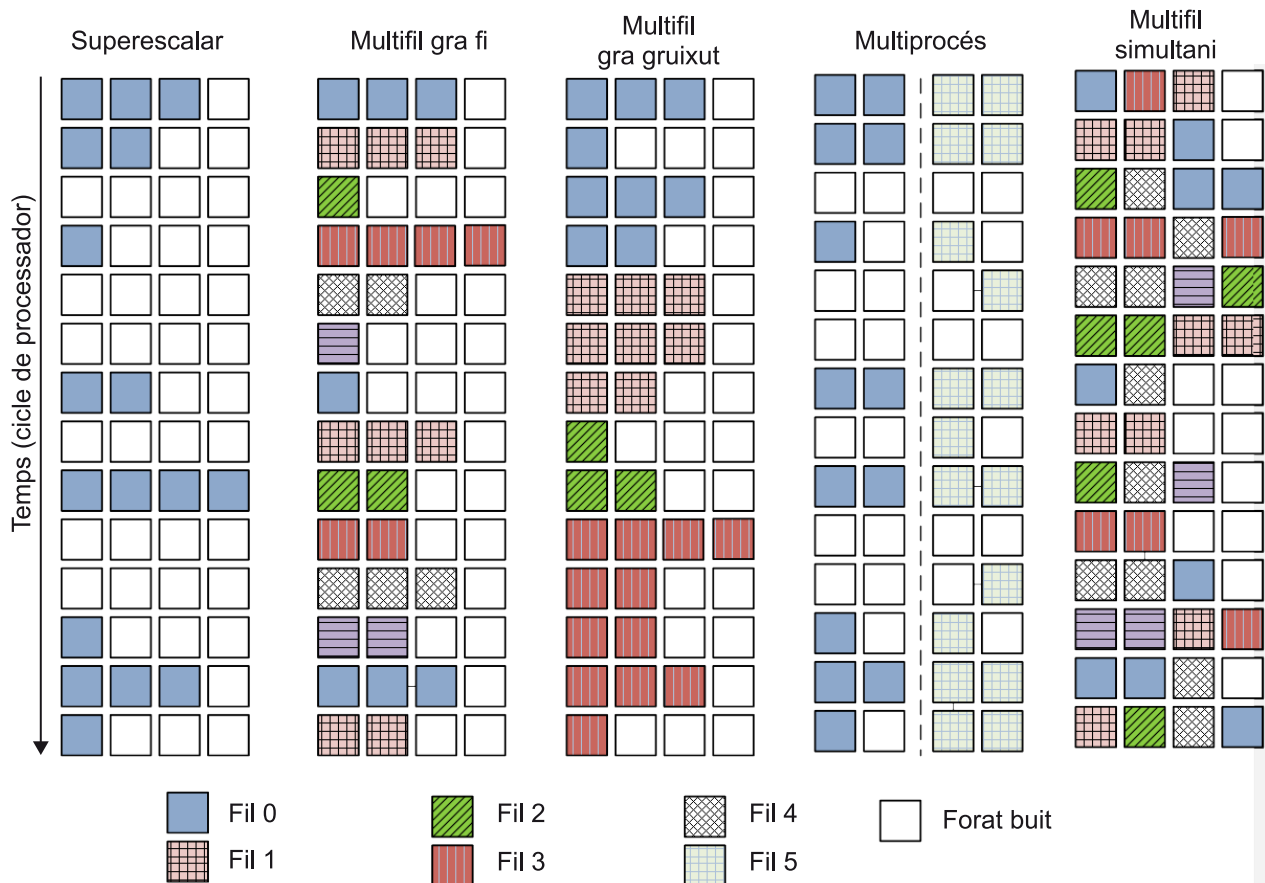 Superescalar
Multifil gra fi
Multifil
gra gruixut
Multiprocés
Multifil
simultani
Temps (cicle de processador)
Fil 0
Fil 2
Fil 4
Forat buit
Fil 1
Fil 3
Fil 5